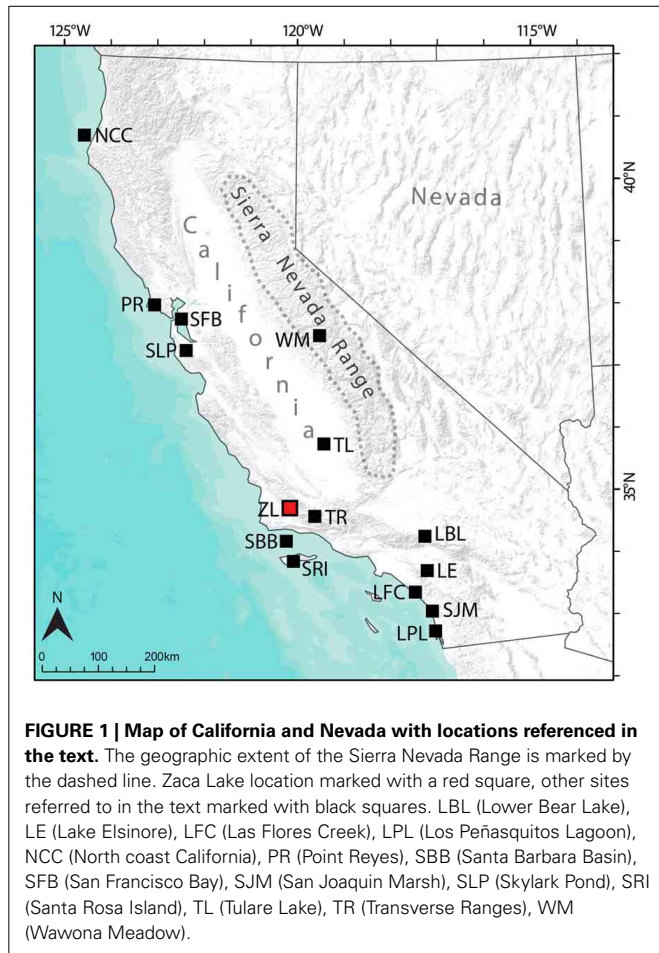 125°W 120°W 115°W
NCC
40°N
Nevada
Sierra Nevada Range
California
PR
SFB
WM
SLP
TL
35°N
ZL
TR
LBL
SBB
LE
SRI
LFC
SJM
LPL
N
0 100 200km
FIGURE 1 | Map of California and Nevada with locations referenced in
the text. The geographic extent of the Sierra Nevada Range is marked by
the dashed line. Zaca Lake location marked with a red square, other sites
referred to in the text marked with black squares. LBL (Lower Bear Lake),
LE (Lake Elsinore), LFC (Las Flores Creek), LPL (Los Peñasquitos Lagoon),
NCC (North coast California), PR (Point Reyes), SBB (Santa Barbara Basin),
SFB (San Francisco Bay), SJM (San Joaquin Marsh), SLP (Skylark Pond), SRI
(Santa Rosa Island), TL (Tulare Lake), TR (Transverse Ranges), WM
(Wawona Meadow).